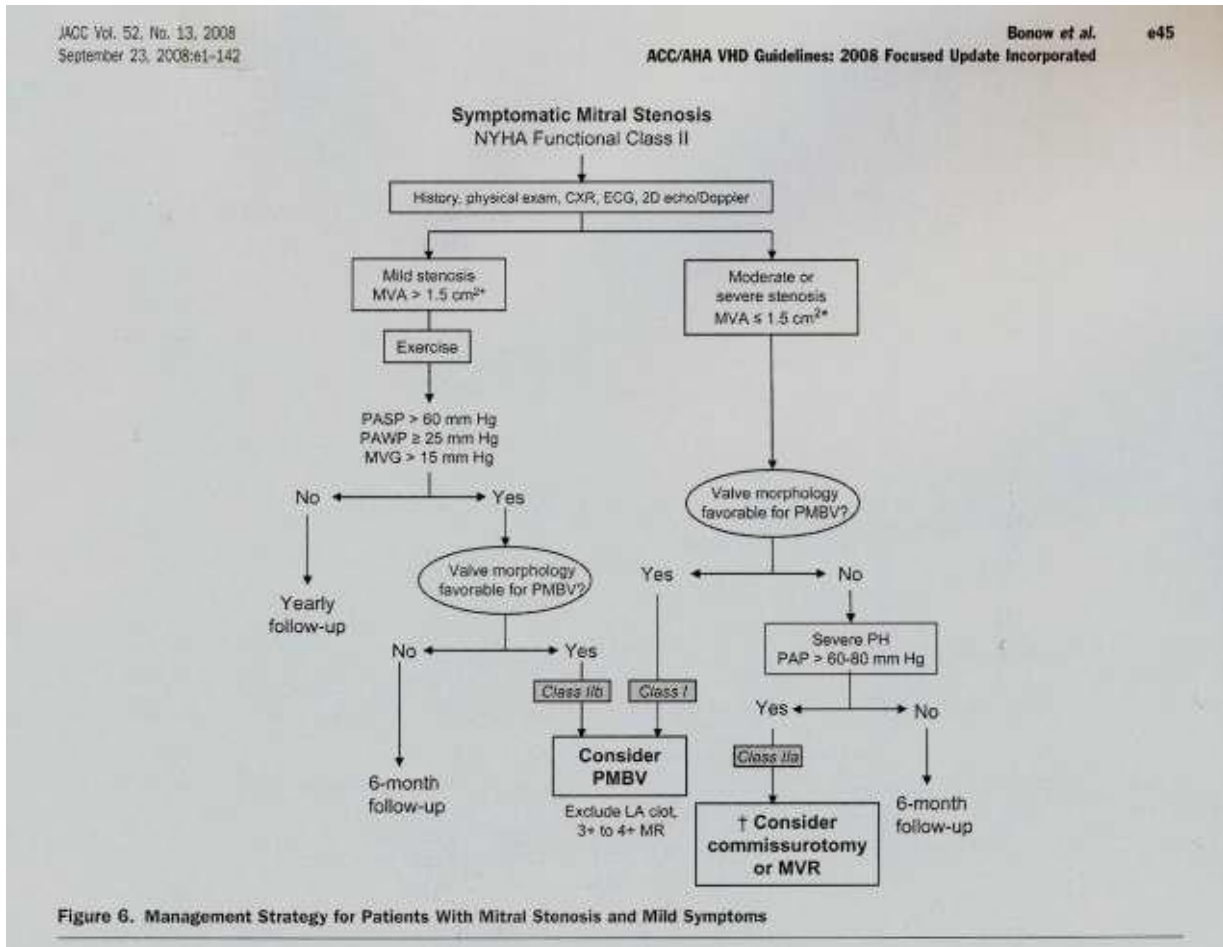 JACC Vol. 52, No. 13, 2008
September 23, 2008:e1–142
Bonow et al. e45
ACC/AHA VHD Guidelines: 2008 Focused Update Incorporated
Symptomatic Mitral Stenosis
NYHA Functional Class II
History, physical exam, CXR, ECG, 2D echo/Doppler
Mild stenosis
MVA > 1.5 cm²*
Exercise
PASP > 60 mm Hg
PAWP ≥ 25 mm Hg
MVG > 15 mm Hg
No
Yes
Yearly
follow-up
Valve morphology
favorable for PMBV?
No
Yes
6-month
follow-up
Class IIb
Moderate or
severe stenosis
MVA ≤ 1.5 cm²*
Valve morphology
favorable for PMBV?
Yes
No
Class I
Consider
PMBV
Exclude LA clot,
3+ to 4+ MR
Severe PH
PAP > 60-80 mm Hg
Yes
No
Class IIa
† Consider
commissurotomy
or MVR
6-month
follow-up
Figure 6. Management Strategy for Patients With Mitral Stenosis and Mild Symptoms